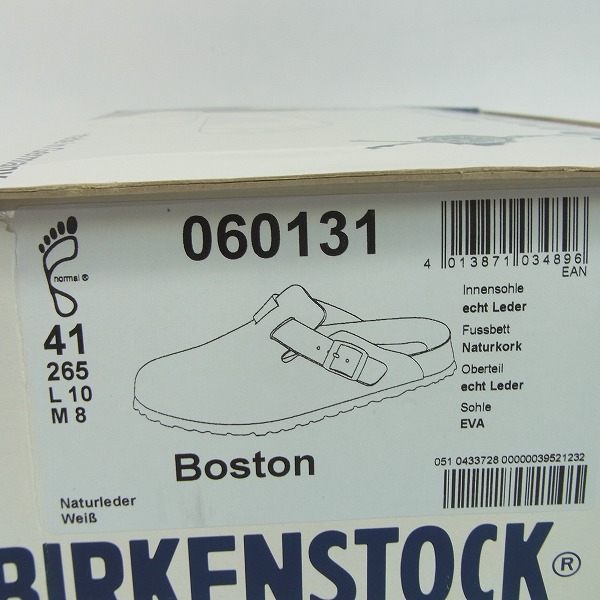 060131
normal®
41
265
L 10
M 8
4 013871 034896
EAN
Innensohle
echt Leder
Fussbett
Naturkork
Oberteil
echt Leder
Sohle
EVA
Boston
051 0433728 00000039521232
Naturleder
Weiß
BIRKENSTOCK®